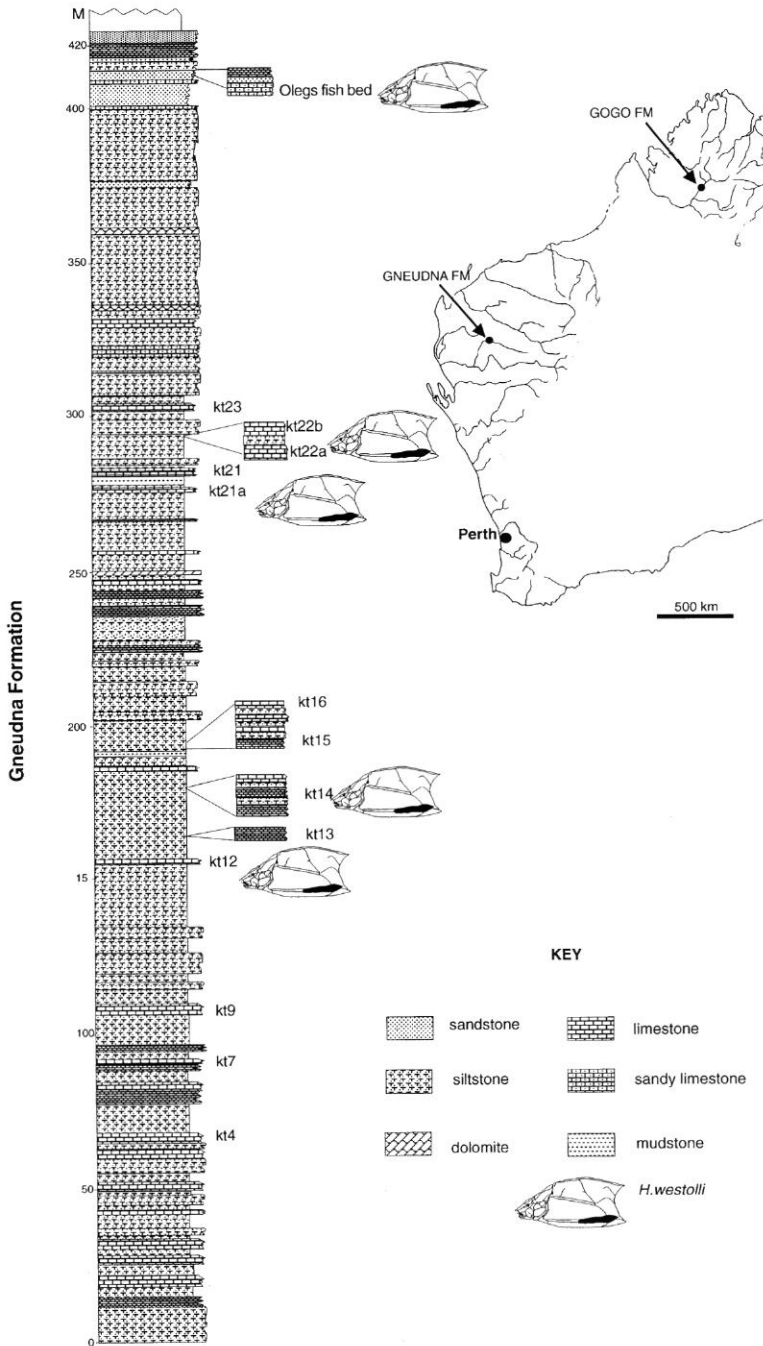 M
420
Olegs fish bed
400
350
kt23
300
kt22b
kt22a
kt21
kt21a
250
Gneudna Formation
kt16
200
kt15
kt14
kt13
kt12
15
kt9
100
kt7
kt4
50
0
GOGO FM
GNEUDNA FM
Perth
500 km
KEY
sandstone
limestone
siltstone
sandy limestone
dolomite
mudstone
H.westolli